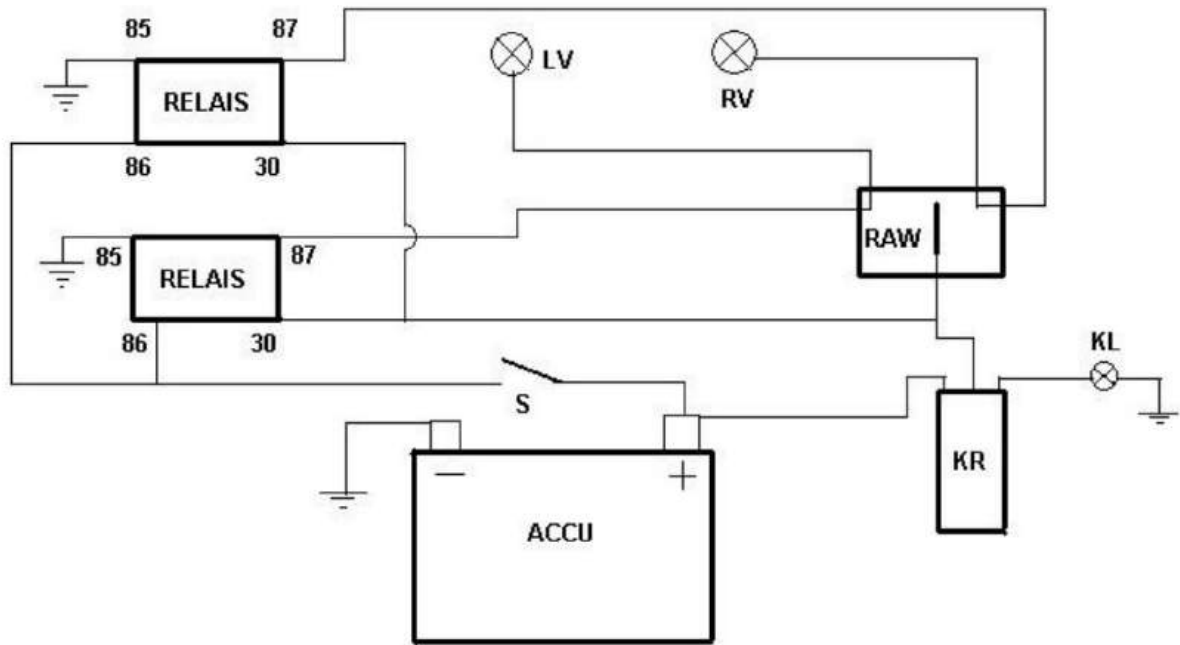 85 87
RELAIS
86 30
LV
RV
85 87
RELAIS
86 30
RAW
S
KL
KR
— +
ACCU